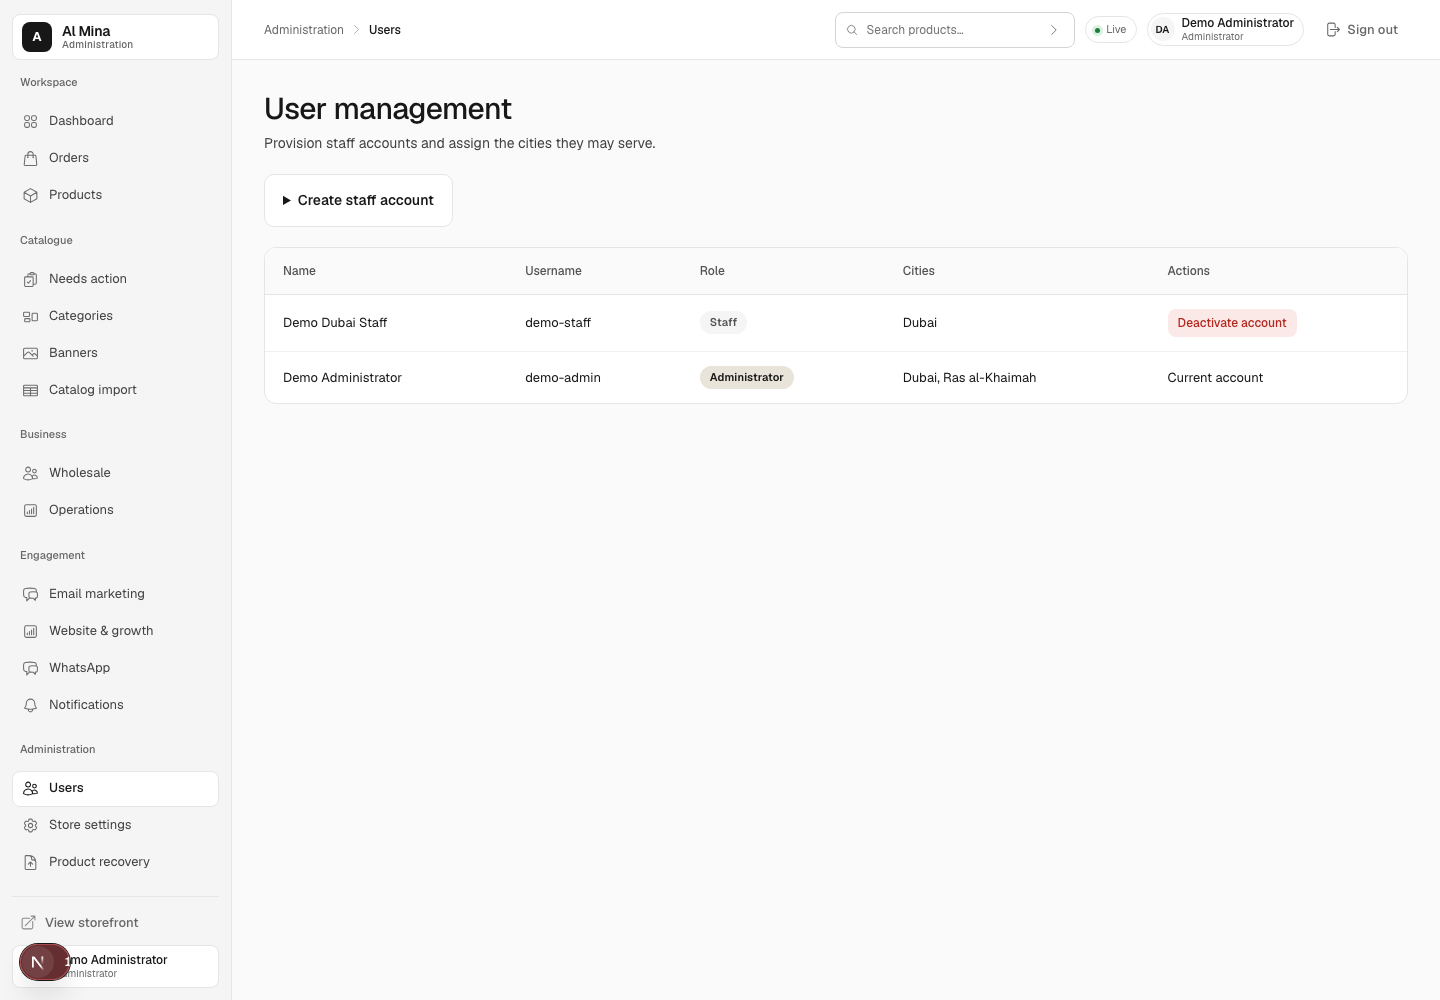 A
Al Mina
Administration
Workspace
Dashboard
Orders
Products
Catalogue
Needs action
Categories
Banners
Catalog import
Business
Wholesale
Operations
Engagement
Email marketing
Website & growth
WhatsApp
Notifications
Administration
Users
Store settings
Product recovery
View storefront
N
mo Administrator
ministrator
Administration > Users
Search products...
Live
DA
Demo Administrator
Administrator
Sign out
User management
Provision staff accounts and assign the cities they may serve.
Create staff account
Name Username Role Cities Actions
Demo Dubai Staff demo-staff Staff Dubai Deactivate account
Demo Administrator demo-admin Administrator Dubai, Ras al-Khaimah Current account